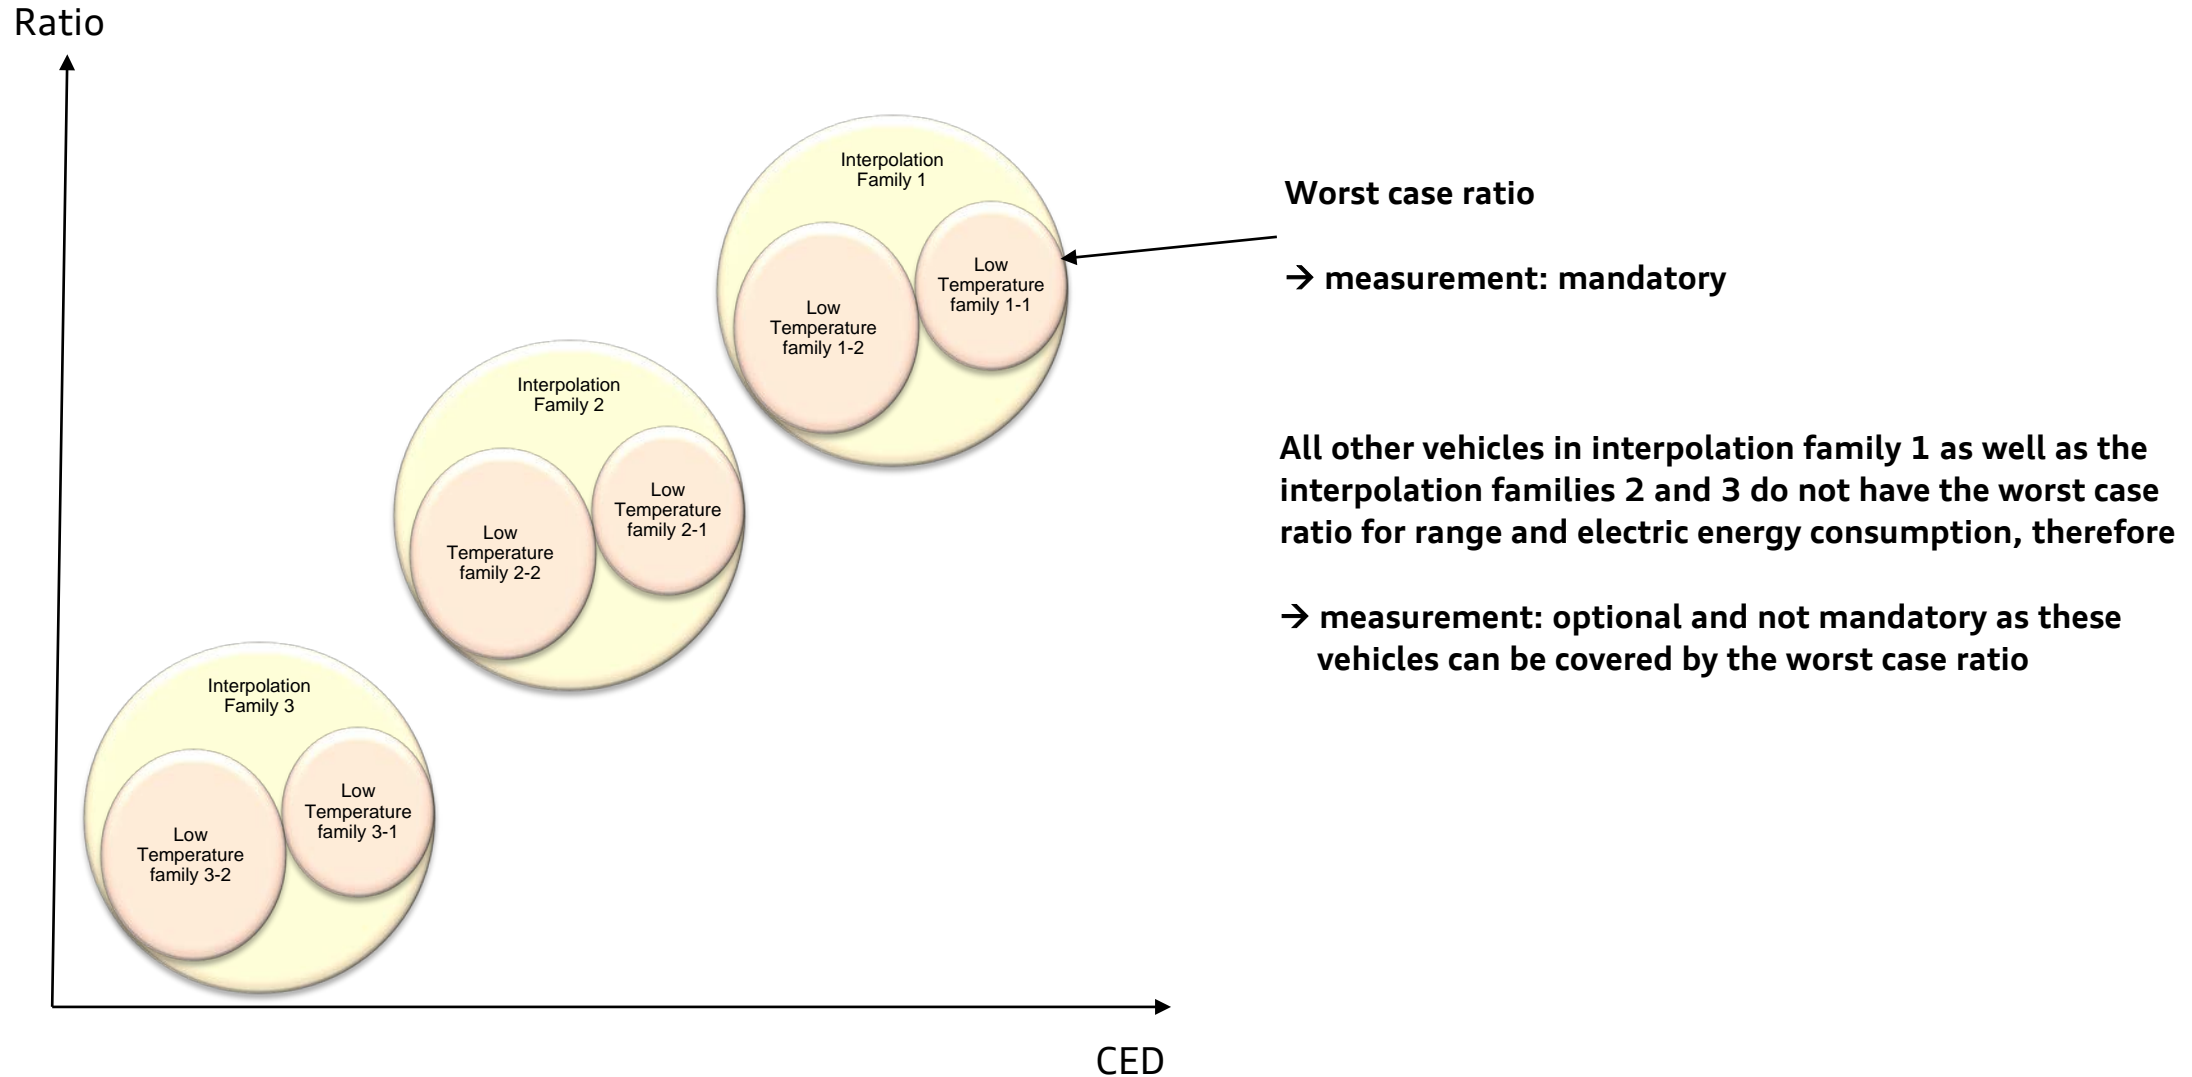 Ratio
Interpolation
Family 1
Low
Temperature
family 1-1
Low
Temperature
family 1-2
Interpolation
Family 2
Low
Temperature
family 2-1
Low
Temperature
family 2-2
Interpolation
Family 3
Low
Temperature
family 3-1
Low
Temperature
family 3-2
CED
Worst case ratio
→ measurement: mandatory
All other vehicles in interpolation family 1 as well as the
interpolation families 2 and 3 do not have the worst case
ratio for range and electric energy consumption, therefore
→ measurement: optional and not mandatory as these
vehicles can be covered by the worst case ratio